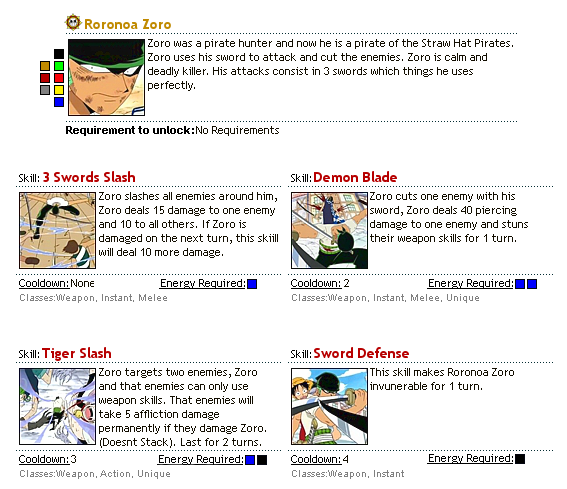 Roronoa Zoro
Zoro was a pirate hunter and now he is a pirate of the Straw Hat Pirates.
Zoro uses his sword to attack and cut the enemies. Zoro is calm and
deadly killer. His attacks consist in 3 swords which things he uses
perfectly.
Requirement to unlock:No Requirements
Skill: 3 Swords Slash
Zoro slashes all enemies around him,
Zoro deals 15 damage to one enemy
and 10 to all others. If Zoro is
damaged on the next turn, this skiill
will deal 10 more damage.
Cooldown: None
Energy Required:
Classes:Weapon, Instant, Melee
Skill: Demon Blade
Zoro cuts one enemy with his
sword, Zoro deals 40 piercing
damage to one enemy and stuns
their weapon skills for 1 turn.
Cooldown: 2
Energy Required:
Classes:Weapon, Instant, Melee, Unique
Skill: Tiger Slash
Zoro targets two enemies, Zoro
and that enemies can only use
weapon skills. That enemies will
take 5 affliction damage
permanently if they damage Zoro.
(Doesnt Stack). Last for 2 turns.
Cooldown: 3
Energy Required:
Classes:Weapon, Action, Unique
Skill: Sword Defense
This skill makes Roronoa Zoro
invunerable for 1 turn.
Cooldown: 4
Energy Required:
Classes:Weapon, Instant